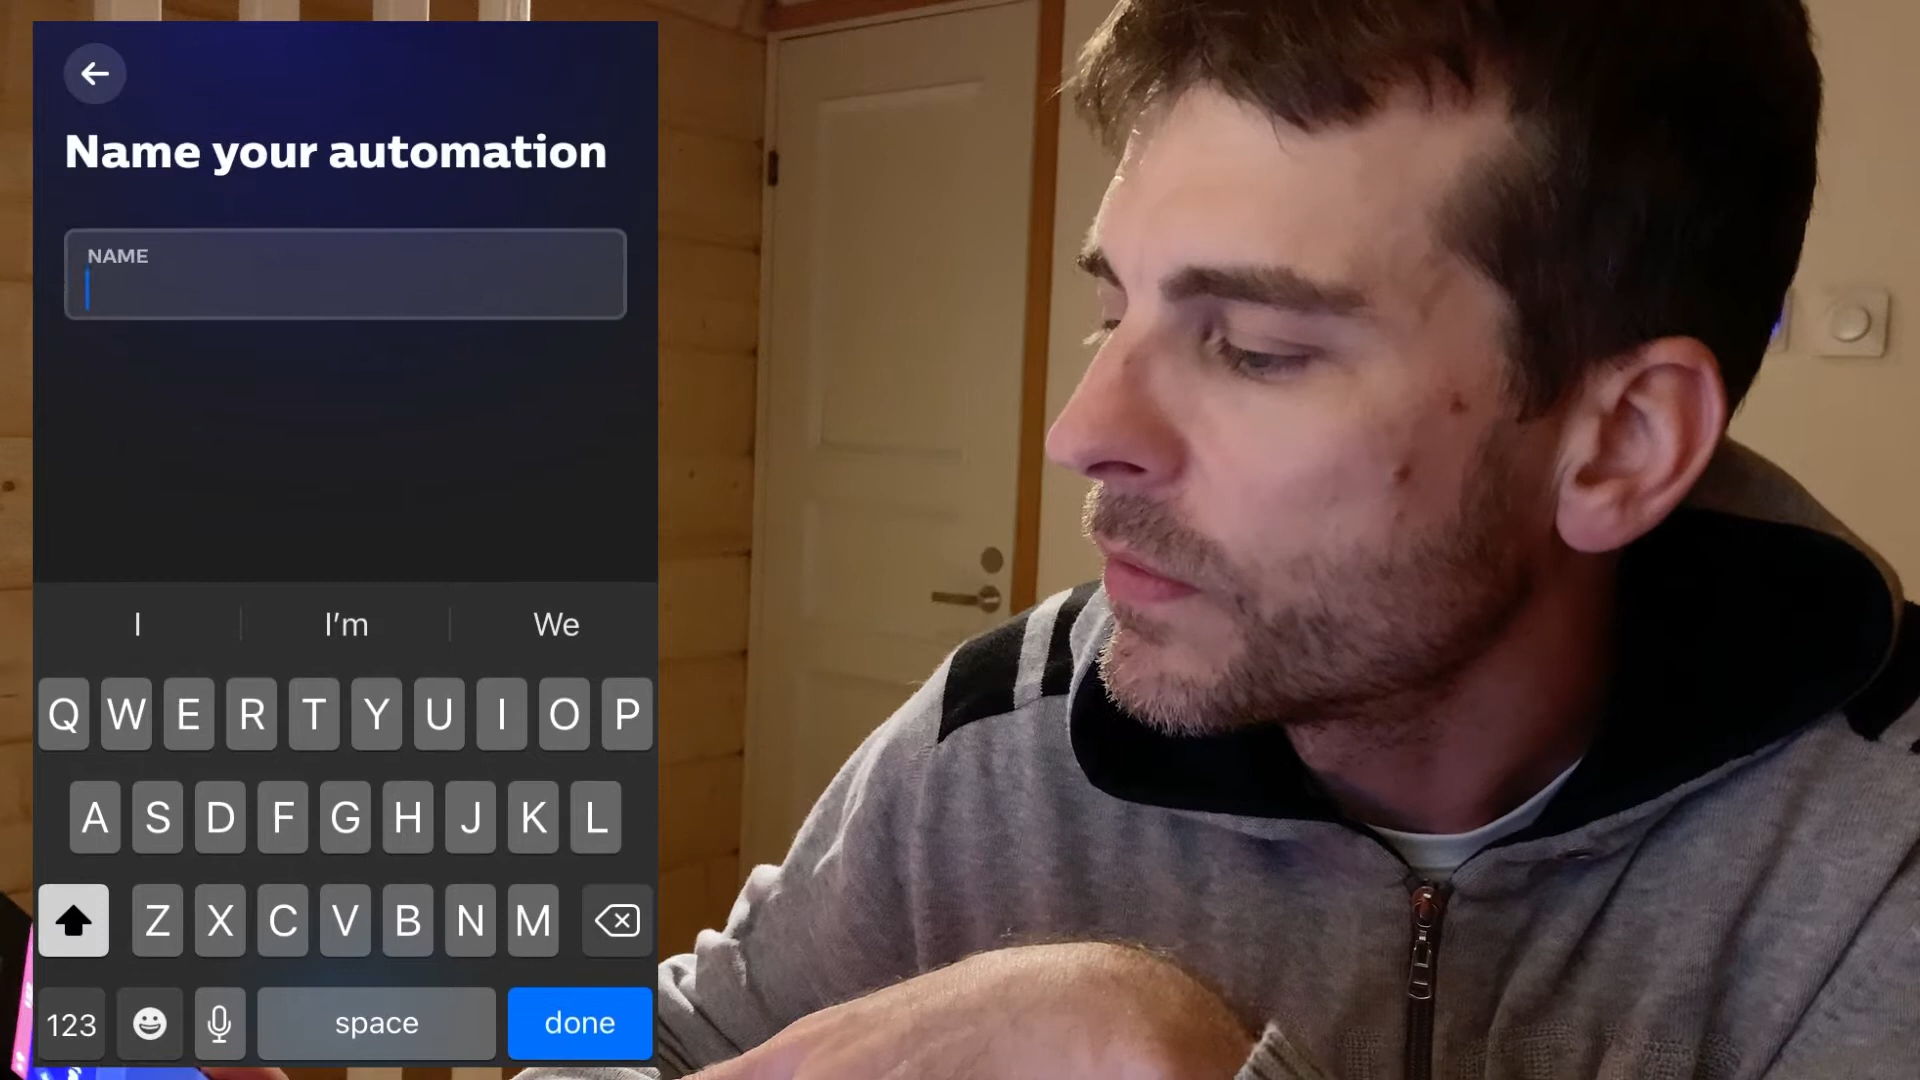 Name your automation
NAME
I I'm We
Q W E R T Y U I O P
A S D F G H J K L
Z X C V B N M
123 space done